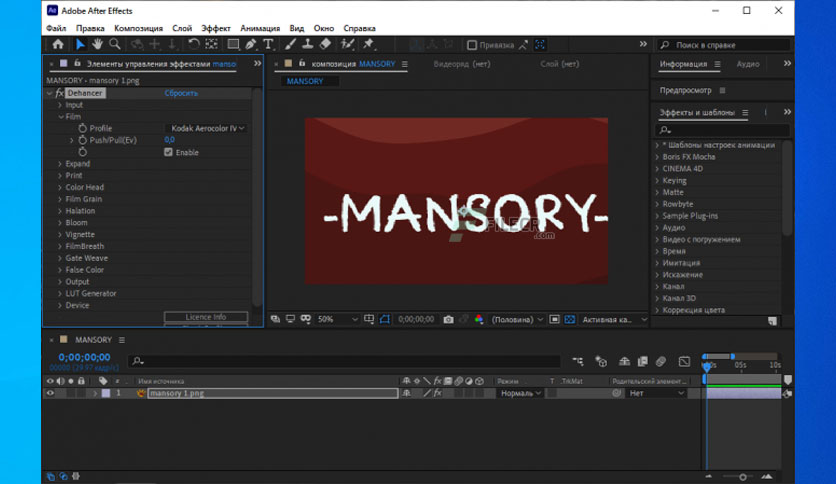 Adobe After Effects
Файл Правка Композиция Слой Эффект Анимация Вид Окно Справка
Привязка
Поиск в справке
Элементы управления эффектами manso
композиция MANSORY
Видеоряд (нет)
Слой (нет)
Информация
Аудио
MANSORY • mansory 1.png
MANSORY
Предпросмотр
fx Dehancer Сбросить
Input
Film
Profile Kodak Aerocolor IV
Push/Pull(Ev) 0,0
Enable
Expand
Print
Color Head
Film Grain
Halation
Bloom
Vignette
FilmBreath
Gate Weave
False Color
Output
LUT Generator
Device
Licence Info
-MANSORY-
FILECR
.com
Эффекты и шаблоны
* Шаблоны настроек анимации
Boris FX Mocha
CINEMA 4D
Keying
Matte
Rowbyte
Sample Plug-ins
Аудио
Видео с погружением
Время
Имитация
Искажение
Канал
Канал 3D
Коррекция цвета
50% 0;00;00;00 (Половина) Активная ка...
MANSORY
0;00;00;00
00000 (29.97 кадр/с)
05s 10s
# Имя источника Режим T .TrkMat Родительский элемент ...
1 mansory 1.png Нормаль Нет